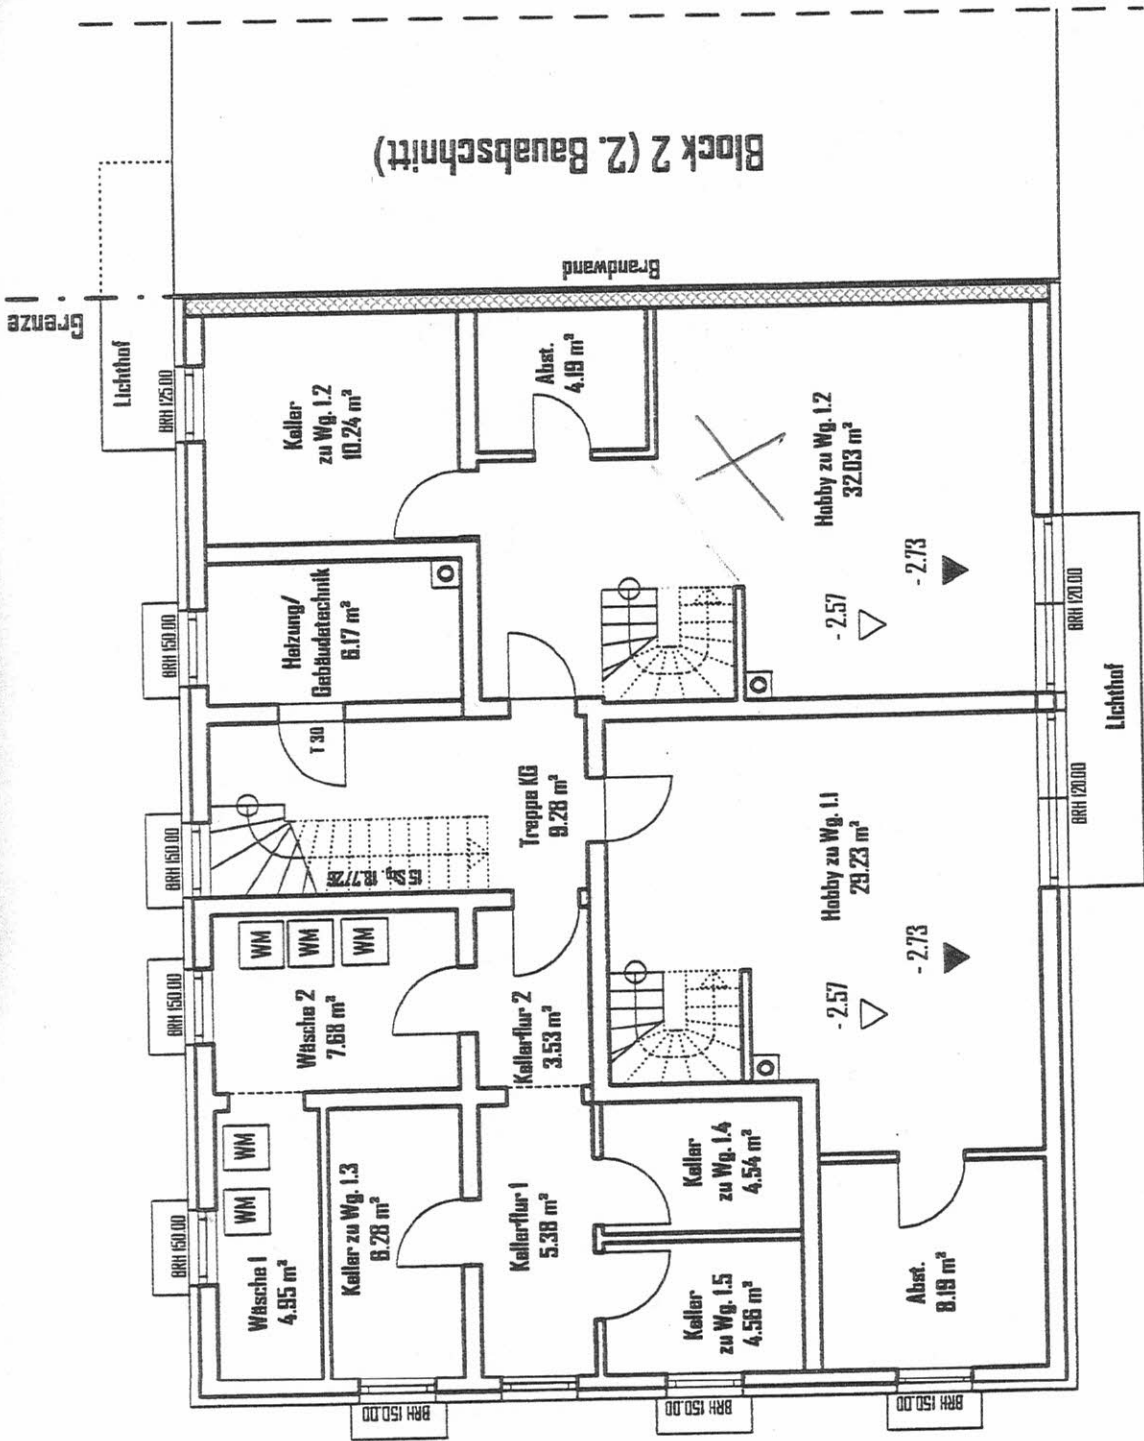 Block 2 (2. Bauabschnitt)
Brandwand
Grenze
Lichthof
BRH 125.00
Keller
zu Wg. 1.2
10.24 m²
Abst.
4.19 m²
Hobby zu Wg. 1.2
32.03 m²
- 2.57
- 2.73
BRH 150.00
Heizung/
Gebäudetechnik
6.17 m²
T 30
BRH 120.00
Lichthof
BRH 120.00
BRH 150.00
Treppe KG
9.28 m²
Hobby zu Wg. 1.1
29.23 m²
- 2.57
- 2.73
BRH 150.00
WM
WM
WM
Wäsche 2
7.68 m²
Kellerflur 2
3.53 m²
BRH 150.00
WM
WM
Wäsche 1
4.95 m²
Keller zu Wg. 1.3
6.28 m²
Kellerflur 1
5.38 m²
Keller
zu Wg. 1.4
4.54 m²
Keller
zu Wg. 1.5
4.56 m²
Abst.
8.19 m²
BRH 150.00
BRH 150.00
BRH 150.00